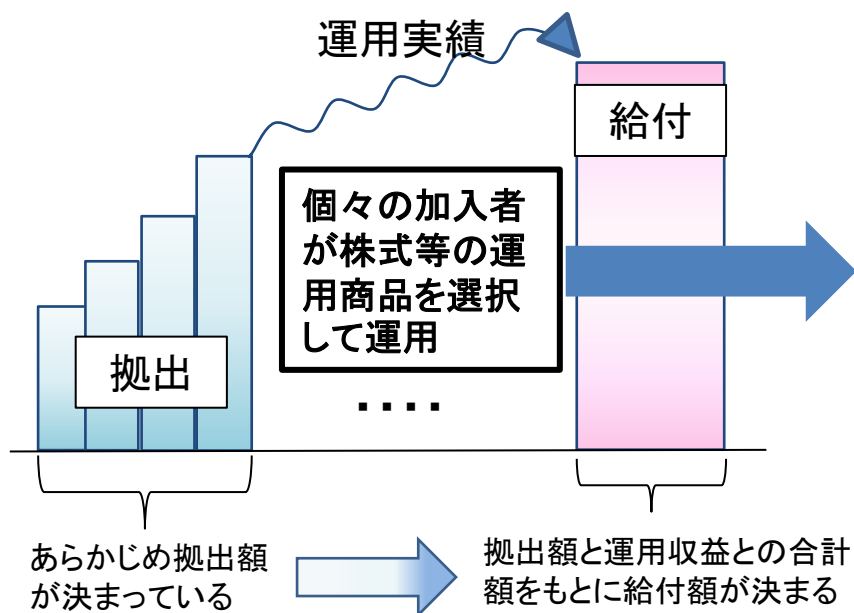 運用実績
給付
個々の加入者
が株式等の運
用商品を選択
して運用
拠出
・・・・
あらかじめ拠出額
が決まっている
拠出額と運用収益との合計
額をもとに給付額が決まる